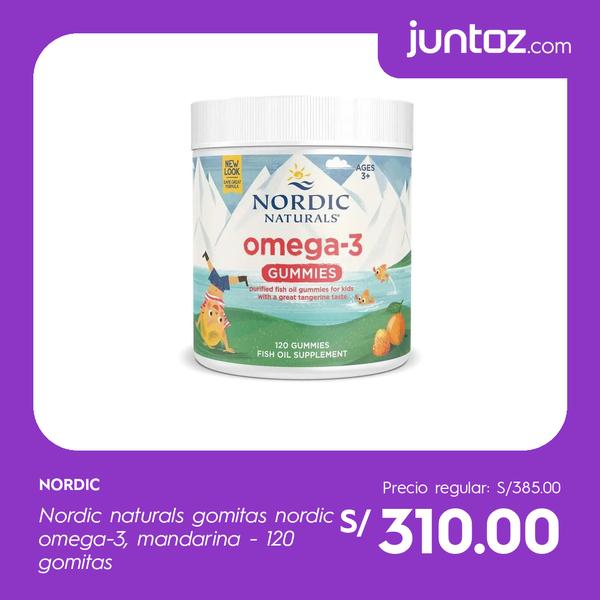 juntoz.com
NEW
LOOK
SAME GREAT
FORMULA
AGES
3+
NORDIC
NATURALS®
omega-3
GUMMIES
purified fish oil gummies for kids
with a great tangerine taste
120 GUMMIES
FISH OIL SUPPLEMENT
NORDIC
Nordic naturals gomitas nordic
omega-3, mandarina - 120
gomitas
Precio regular: S/385.00
S/ 310.00